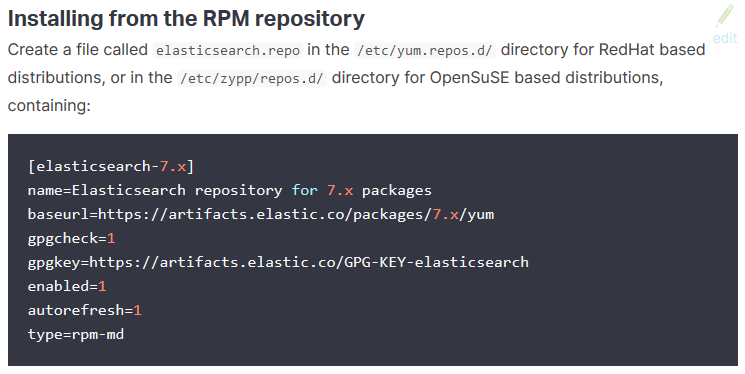 Installing from the RPM repository
edit
Create a file called elasticsearch.repo in the /etc/yum.repos.d/ directory for RedHat based
distributions, or in the /etc/zypp/repos.d/ directory for OpenSuSE based distributions,
containing:
[elasticsearch-7.x]
name=Elasticsearch repository for 7.x packages
baseurl=https://artifacts.elastic.co/packages/7.x/yum
gpgcheck=1
gpgkey=https://artifacts.elastic.co/GPG-KEY-elasticsearch
enabled=1
autorefresh=1
type=rpm-md